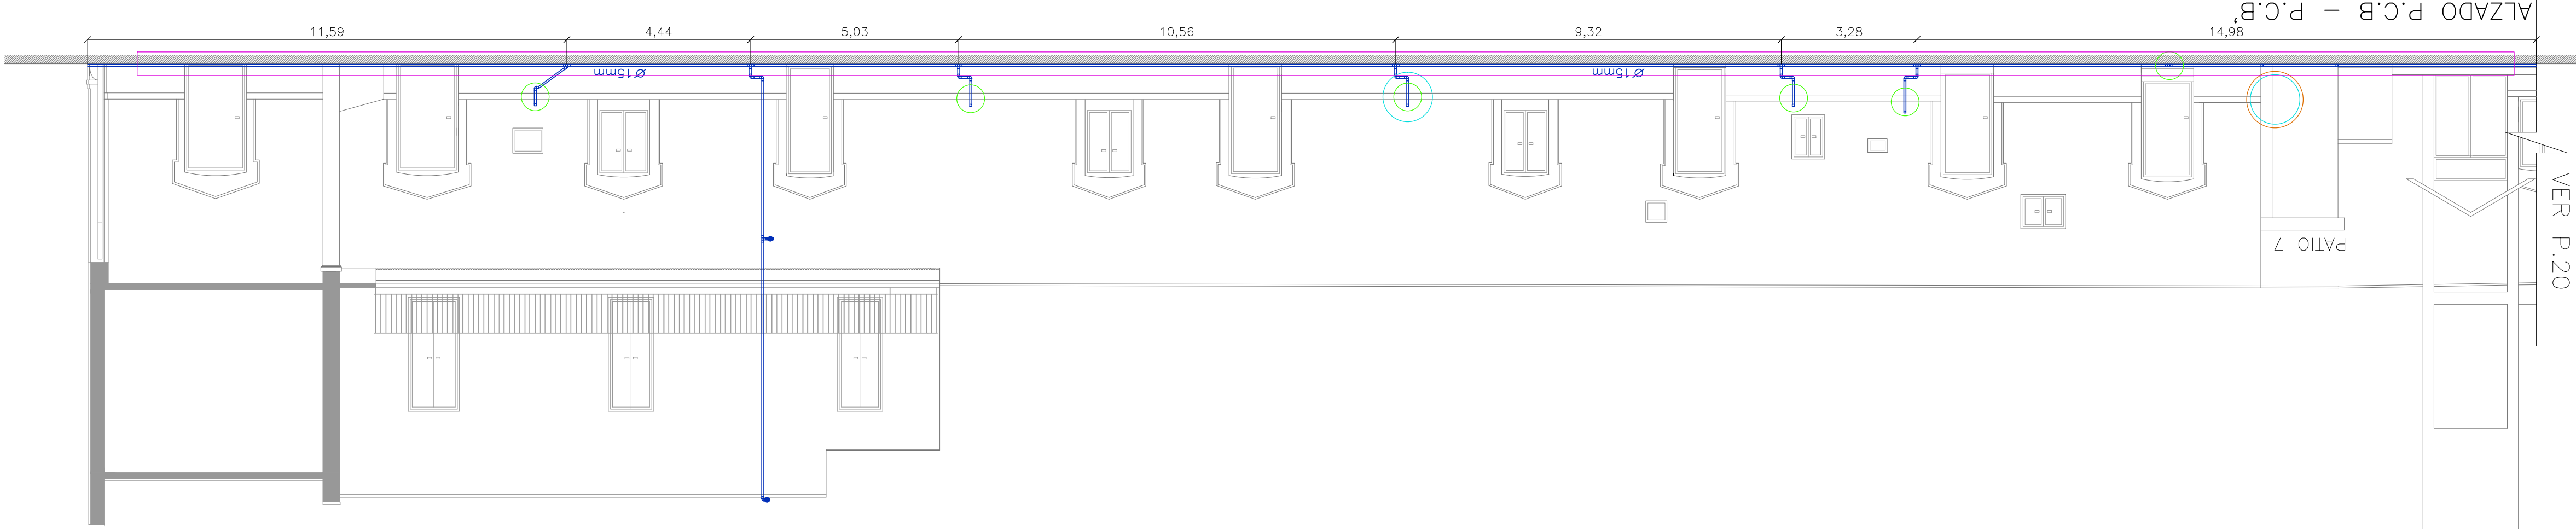 ALZADO P.C.B - P.C.B'
11,59
4,44
5,03
10,56
9,32
3,28
14,98
Ø15mm
Ø15mm
PATIO 7
VER P.20